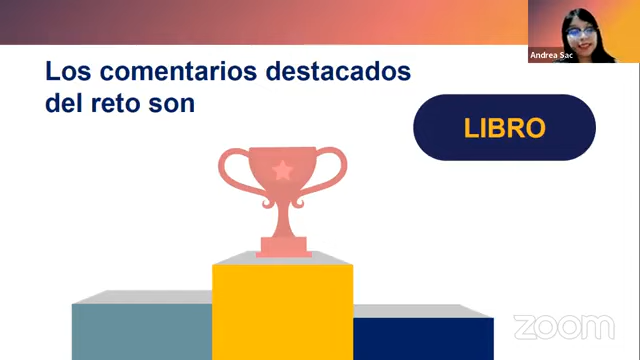 Los comentarios destacados
del reto son
LIBRO
Andrea Sac
zoom